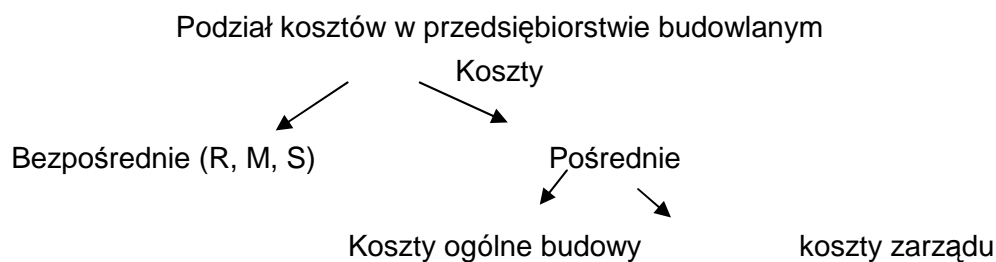 Podział kosztów w przedsiębiorstwie budowlanym
Koszty
Bezpośrednie (R, M, S)
Pośrednie
Koszty ogólne budowy
koszty zarządu